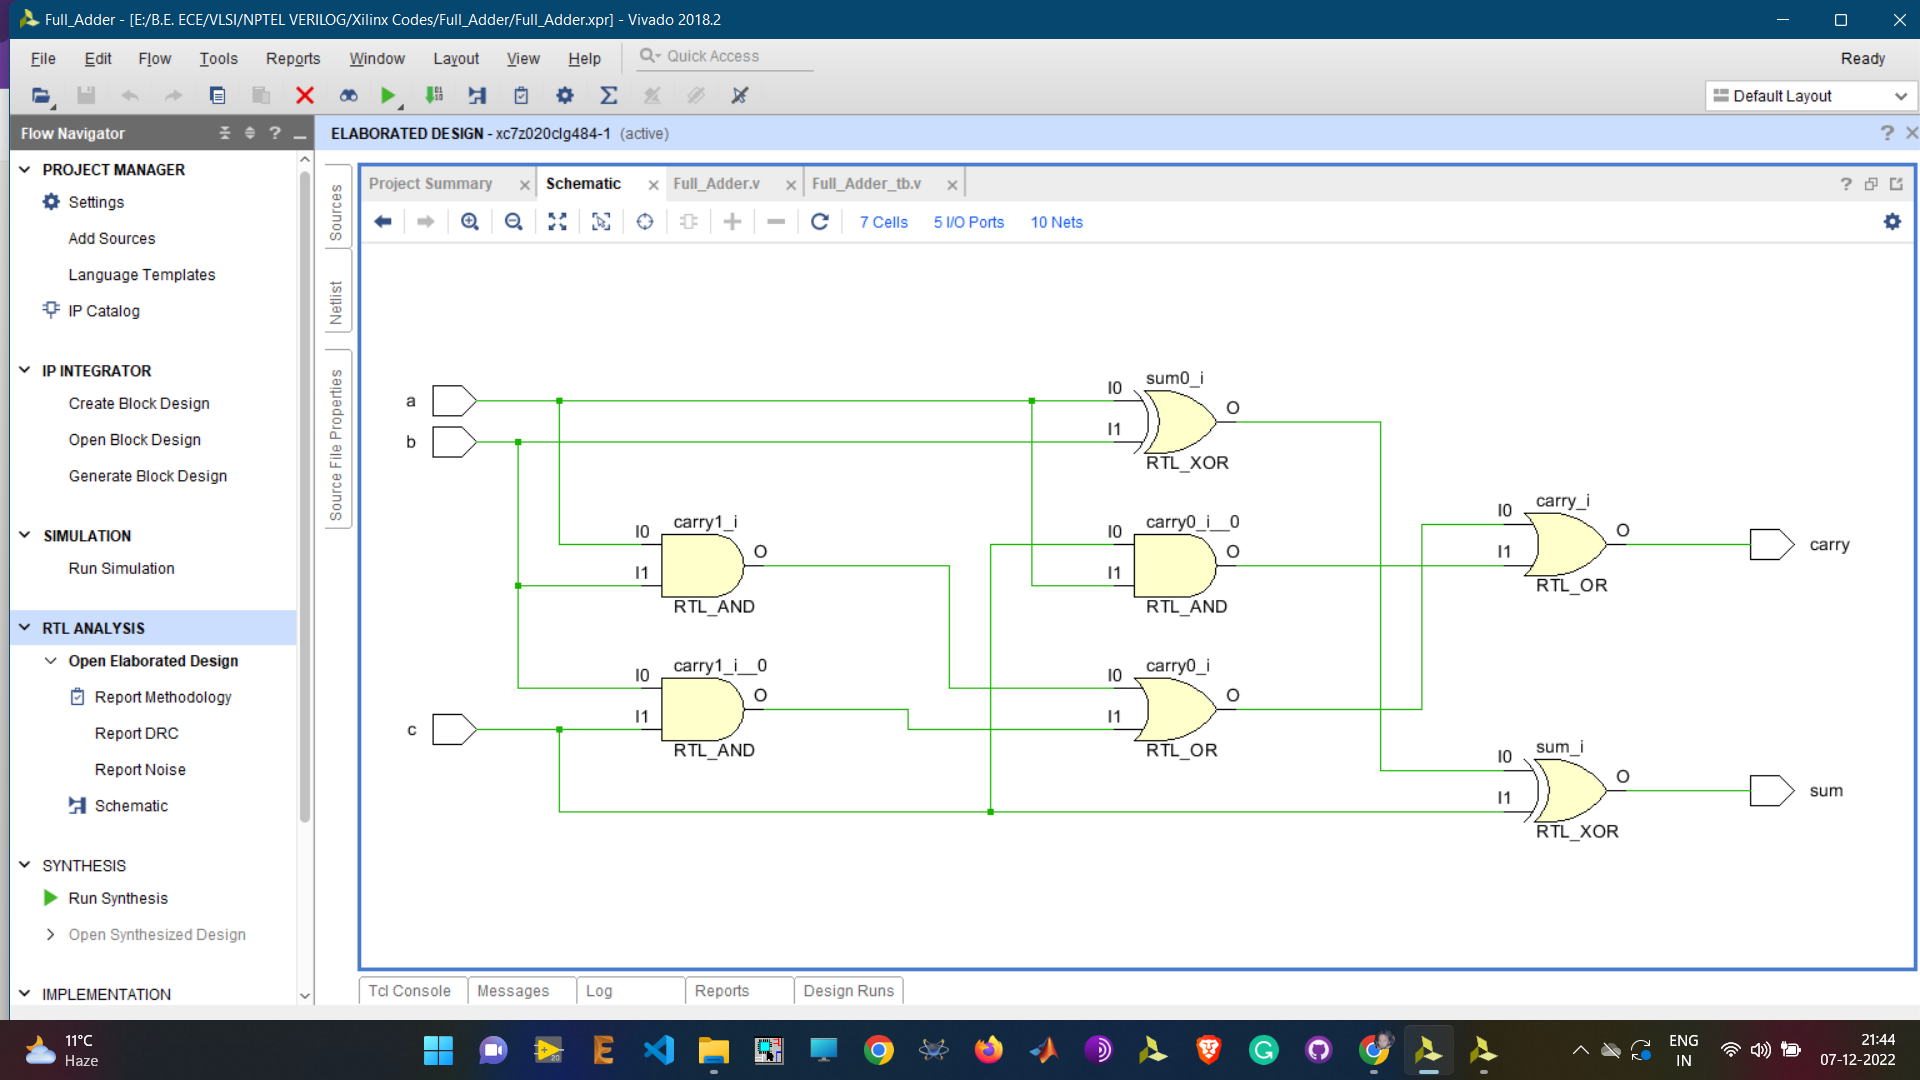 Full_Adder - [E:/B.E. ECE/VLSI/NPTEL VERILOG/Xilinx Codes/Full_Adder/Full_Adder.xpr] - Vivado 2018.2
File Edit Flow Tools Reports Window Layout View Help Quick Access Ready
Default Layout
Flow Navigator
ELABORATED DESIGN - xc7z020clg484-1 (active)
PROJECT MANAGER
Settings
Add Sources
Language Templates
IP Catalog
IP INTEGRATOR
Create Block Design
Open Block Design
Generate Block Design
SIMULATION
Run Simulation
RTL ANALYSIS
Open Elaborated Design
Report Methodology
Report DRC
Report Noise
Schematic
SYNTHESIS
Run Synthesis
Open Synthesized Design
IMPLEMENTATION
Sources
Netlist
Source File Properties
Project Summary Schematic Full_Adder.v Full_Adder_tb.v
7 Cells 5 I/O Ports 10 Nets
a
b
c
sum0_i
I0
I1
O
RTL_XOR
carry1_i
I0
I1
O
RTL_AND
carry0_i__0
I0
I1
O
RTL_AND
carry_i
I0
I1
O
RTL_OR
carry
carry1_i__0
I0
I1
O
RTL_AND
carry0_i
I0
I1
O
RTL_OR
sum_i
I0
I1
O
RTL_XOR
sum
Tcl Console Messages Log Reports Design Runs
11°C
Haze
ENG
IN
21:44
07-12-2022